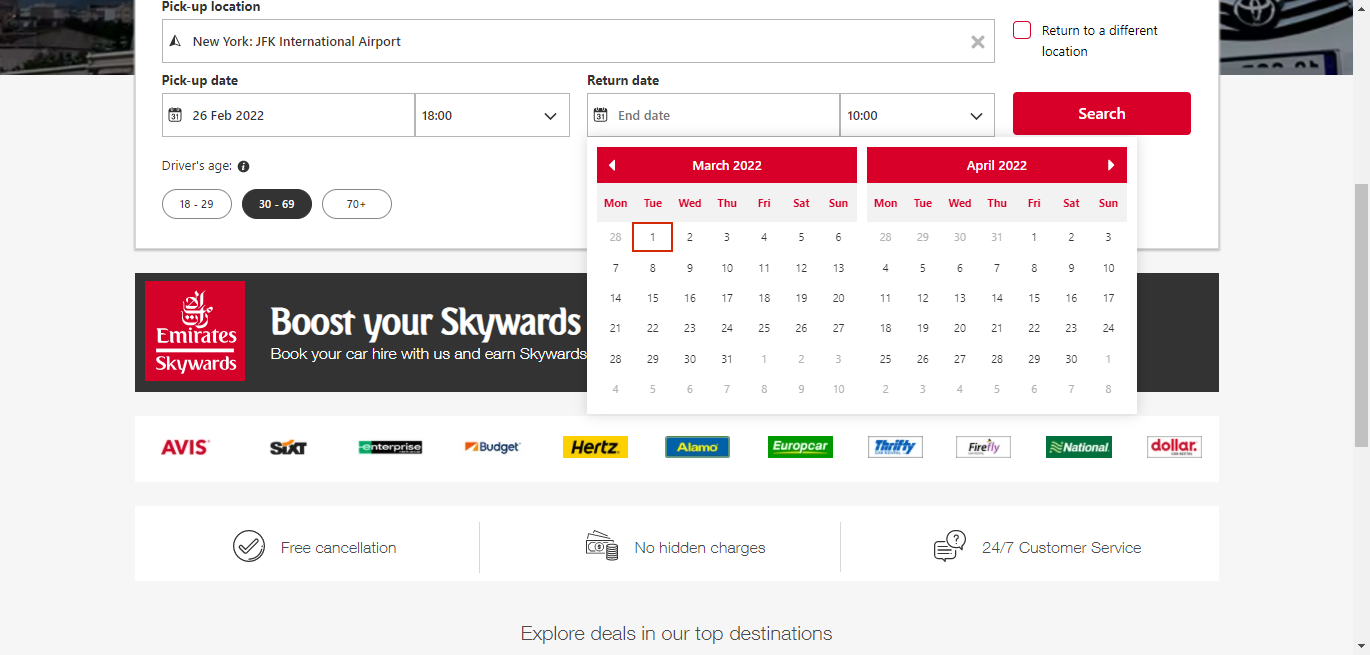 Pick-up location
New York: JFK International Airport
Return to a different
location
Pick-up date
Return date
31 26 Feb 2022
18:00
31 End date
10:00
Search
Driver's age:
18 - 29
30 - 69
70+
March 2022
Mon Tue Wed Thu Fri Sat Sun
28 1 2 3 4 5 6
7 8 9 10 11 12 13
14 15 16 17 18 19 20
21 22 23 24 25 26 27
28 29 30 31 1 2 3
4 5 6 7 8 9 10
April 2022
Mon Tue Wed Thu Fri Sat Sun
28 29 30 31 1 2 3
4 5 6 7 8 9 10
11 12 13 14 15 16 17
18 19 20 21 22 23 24
25 26 27 28 29 30 1
2 3 4 5 6 7 8
Emirates
Skywards
Boost your Skywards
Book your car hire with us and earn Skywards
AVIS
SIXT
enterprise
Budget
Hertz
Alamo
Europcar
Thrifty
Firefly
National
dollar.
Free cancellation
No hidden charges
24/7 Customer Service
Explore deals in our top destinations